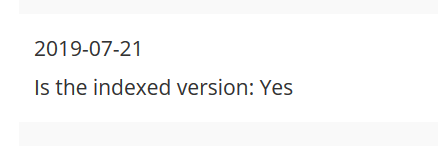 2019-07-21
Is the indexed version: Yes